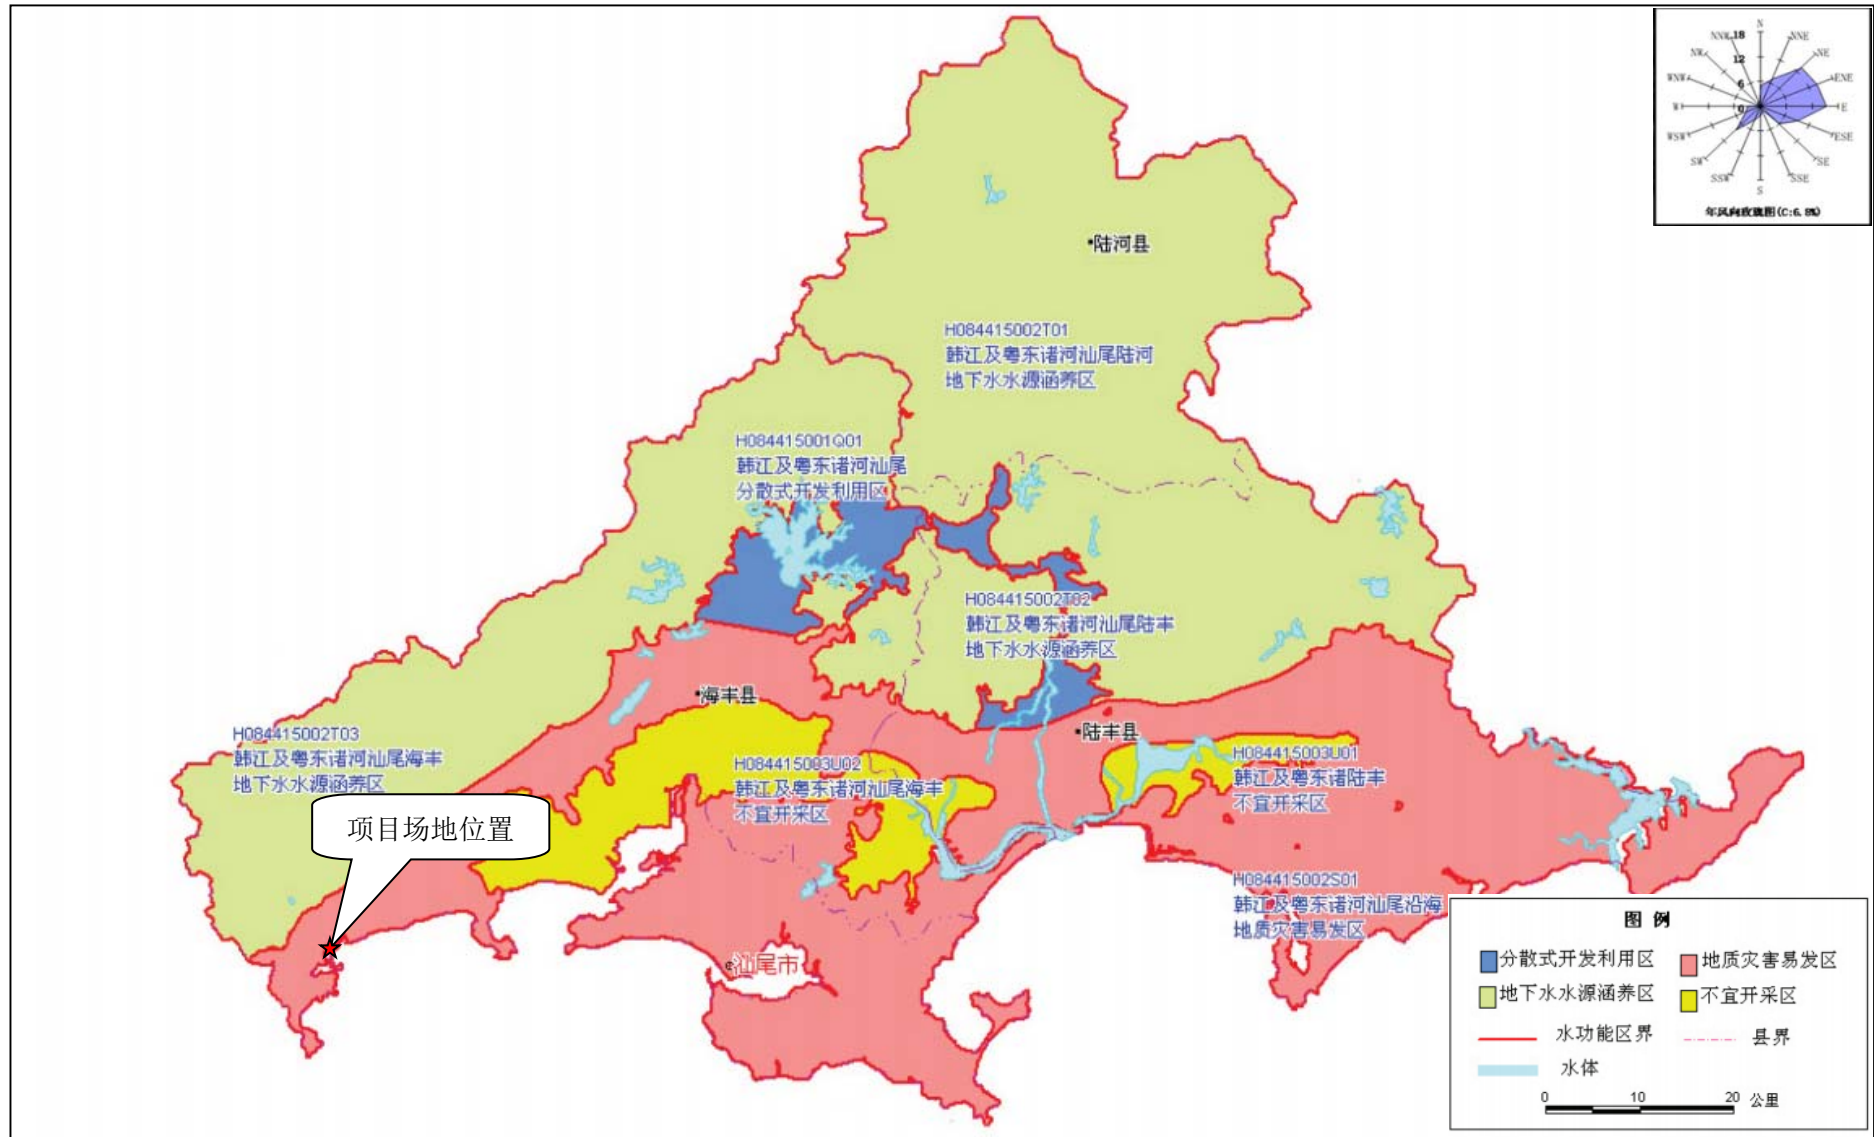 N
NNE
NE
ENE
E
ESE
SE
SSE
S
SSW
SW
WSW
W
WNW
NW
NNW
18
12
6
0
年风向玫瑰图(C:6.8%)
陆河县
H084415002T01
韩江及粤东诸河汕尾陆河
地下水水源涵养区
H084415001Q01
韩江及粤东诸河汕尾
分散式开发利用区
H084415002T02
韩江及粤东诸河汕尾陆丰
地下水水源涵养区
海丰县
陆丰县
H084415002T03
韩江及粤东诸河汕尾海丰
地下水水源涵养区
H084415003U02
韩江及粤东诸河汕尾海丰
不宜开采区
H084415003U01
韩江及粤东诸陆丰
不宜开采区
项目场地位置
H084415002S01
韩江及粤东诸河汕尾沿海
地质灾害易发区
汕尾市
图 例
分散式开发利用区
地质灾害易发区
地下水水源涵养区
不宜开采区
水功能区界
县界
水体
0 10 20 公里